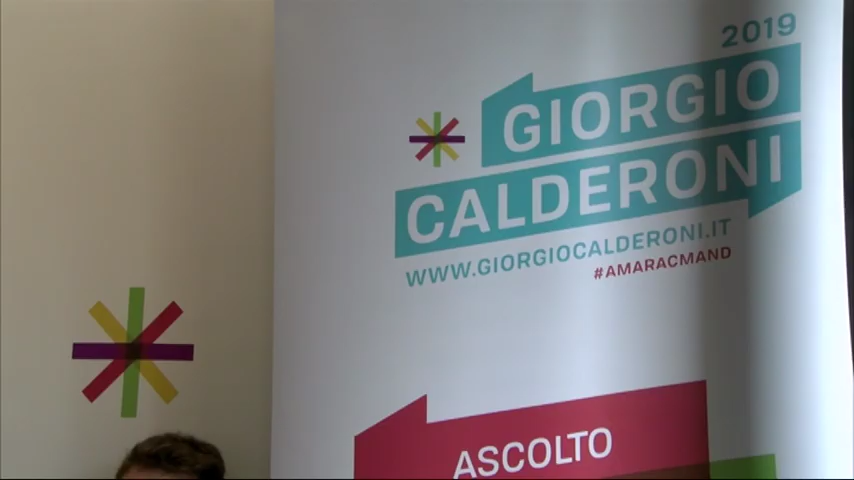 2019
GIORGIO
CALDERONI
WWW.GIORGIOCALDERONI.IT
#AMARACMAND
ASCOLTO